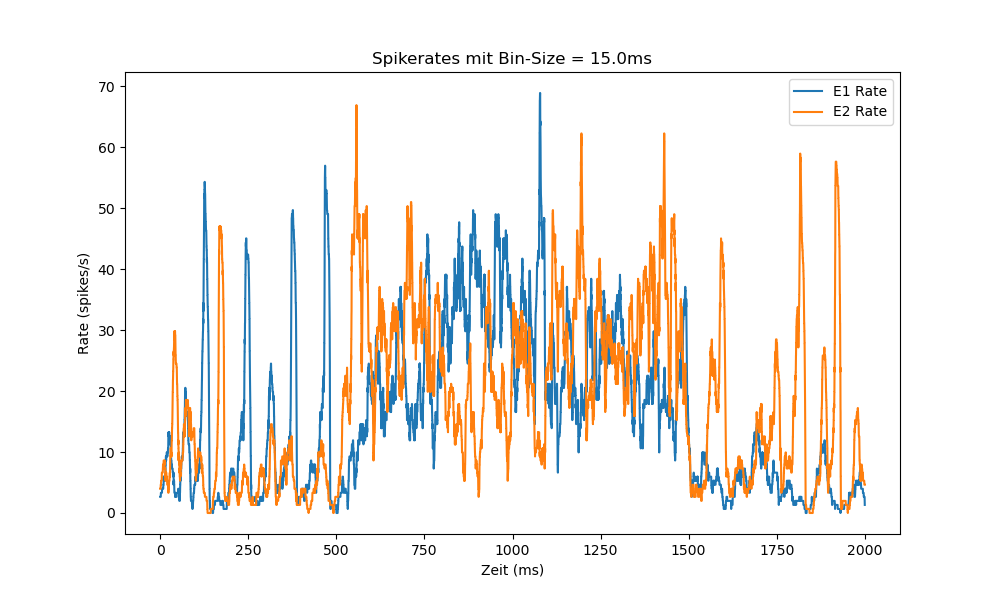 Spikerates mit Bin-Size = 15.0ms
E1 Rate
E2 Rate
70
60
50
40
30
20
10
0
Rate (spikes/s)
0 250 500 750 1000 1250 1500 1750 2000
Zeit (ms)